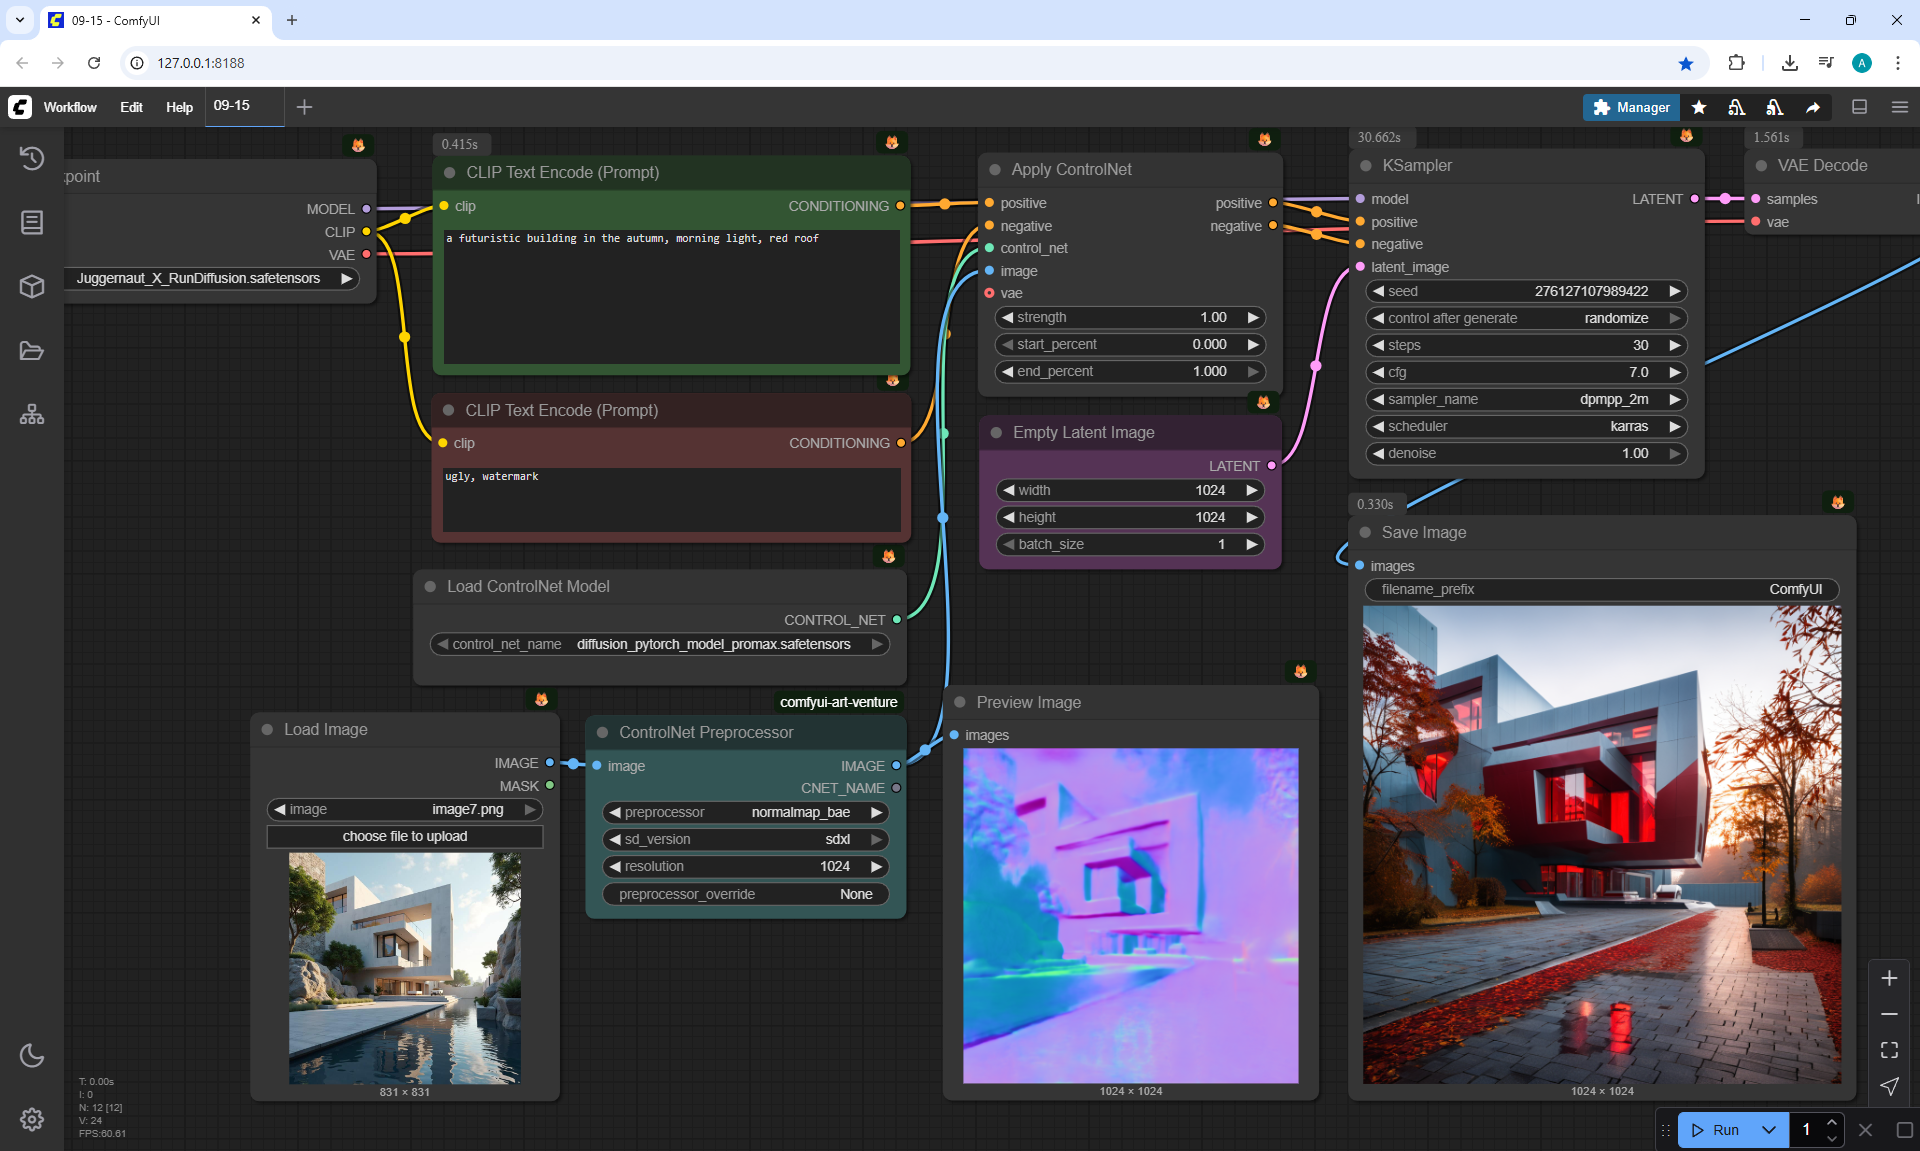 09-15 - ComfyUI
127.0.0.1:8188
A
Workflow
Edit
Help
09-15
Manager
point
MODEL
CLIP
VAE
Juggernaut_X_RunDiffusion.safetensors
0.415s
CLIP Text Encode (Prompt)
clip
CONDITIONING
a futuristic building in the autumn, morning light, red roof
CLIP Text Encode (Prompt)
clip
CONDITIONING
ugly, watermark
Load ControlNet Model
CONTROL_NET
control_net_name diffusion_pytorch_model_promax.safetensors
Apply ControlNet
positive positive
negative negative
control_net
image
vae
strength 1.00
start_percent 0.000
end_percent 1.000
Empty Latent Image
LATENT
width 1024
height 1024
batch_size 1
30.662s
KSampler
model LATENT
positive
negative
latent_image
seed 276127107989422
control after generate randomize
steps 30
cfg 7.0
sampler_name dpmpp_2m
scheduler karras
denoise 1.00
1.561s
VAE Decode
samples
vae
0.330s
Save Image
images
filename_prefix ComfyUI
1024 × 1024
Load Image
IMAGE
MASK
image image7.png
choose file to upload
831 × 831
comfyui-art-venture
ControlNet Preprocessor
image IMAGE
CNET_NAME
preprocessor normalmap_bae
sd_version sdxl
resolution 1024
preprocessor_override None
Preview Image
images
1024 × 1024
T: 0.00s
I: 0
N: 12 [12]
V: 24
FPS:60.61
Run
1